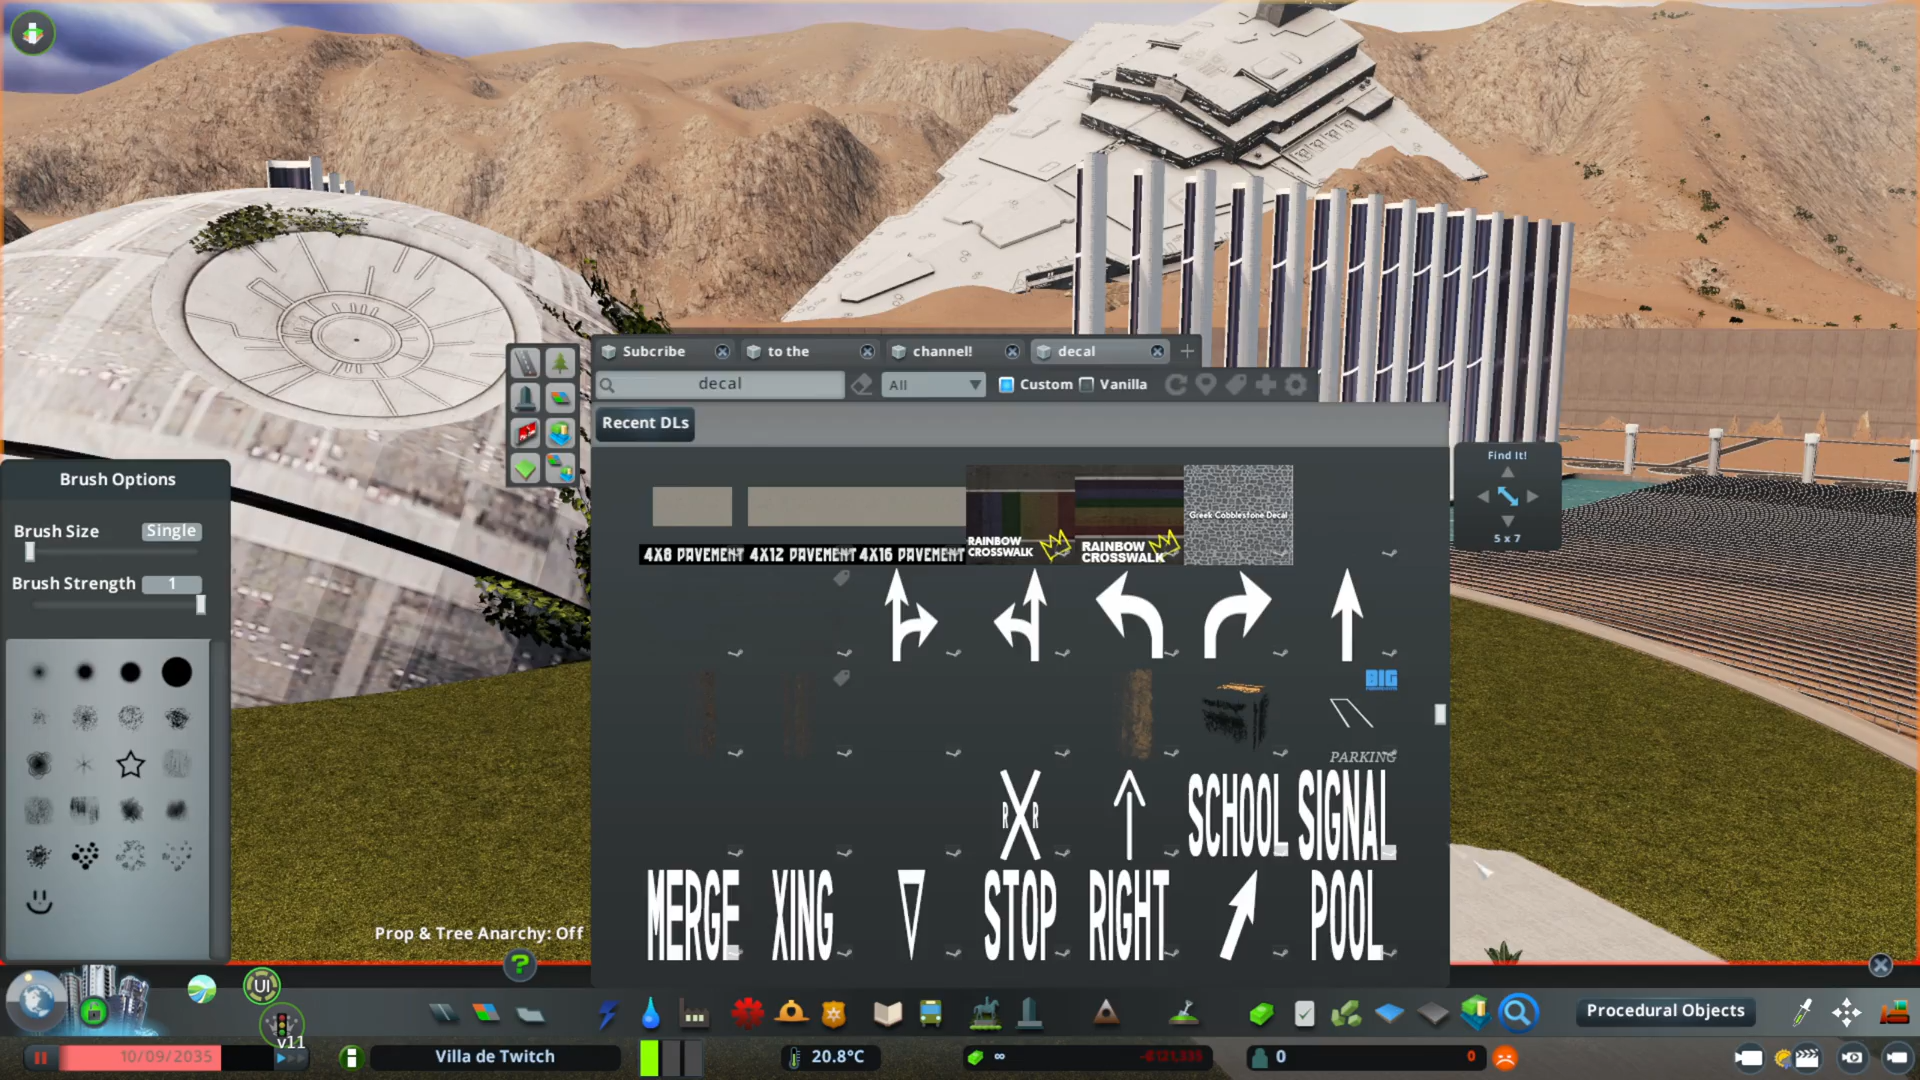 Subcribe
to the
channel!
decal
decal
All
Custom
Vanilla
Recent DLs
Find It!
5 x 7
Brush Options
Brush Size
Single
Brush Strength
1
4X8 PAVEMENT
4X12 PAVEMENT
4X16 PAVEMENT
RAINBOW
CROSSWALK
RAINBOW
CROSSWALK
Greek Cobblestone Decal
BIG
PARKING
R X R
SCHOOL
SIGNAL
MERGE
XING
STOP
RIGHT
POOL
Prop & Tree Anarchy: Off
?
UI
v11
Procedural Objects
10/09/2035
Villa de Twitch
20.8°C
∞
0
0